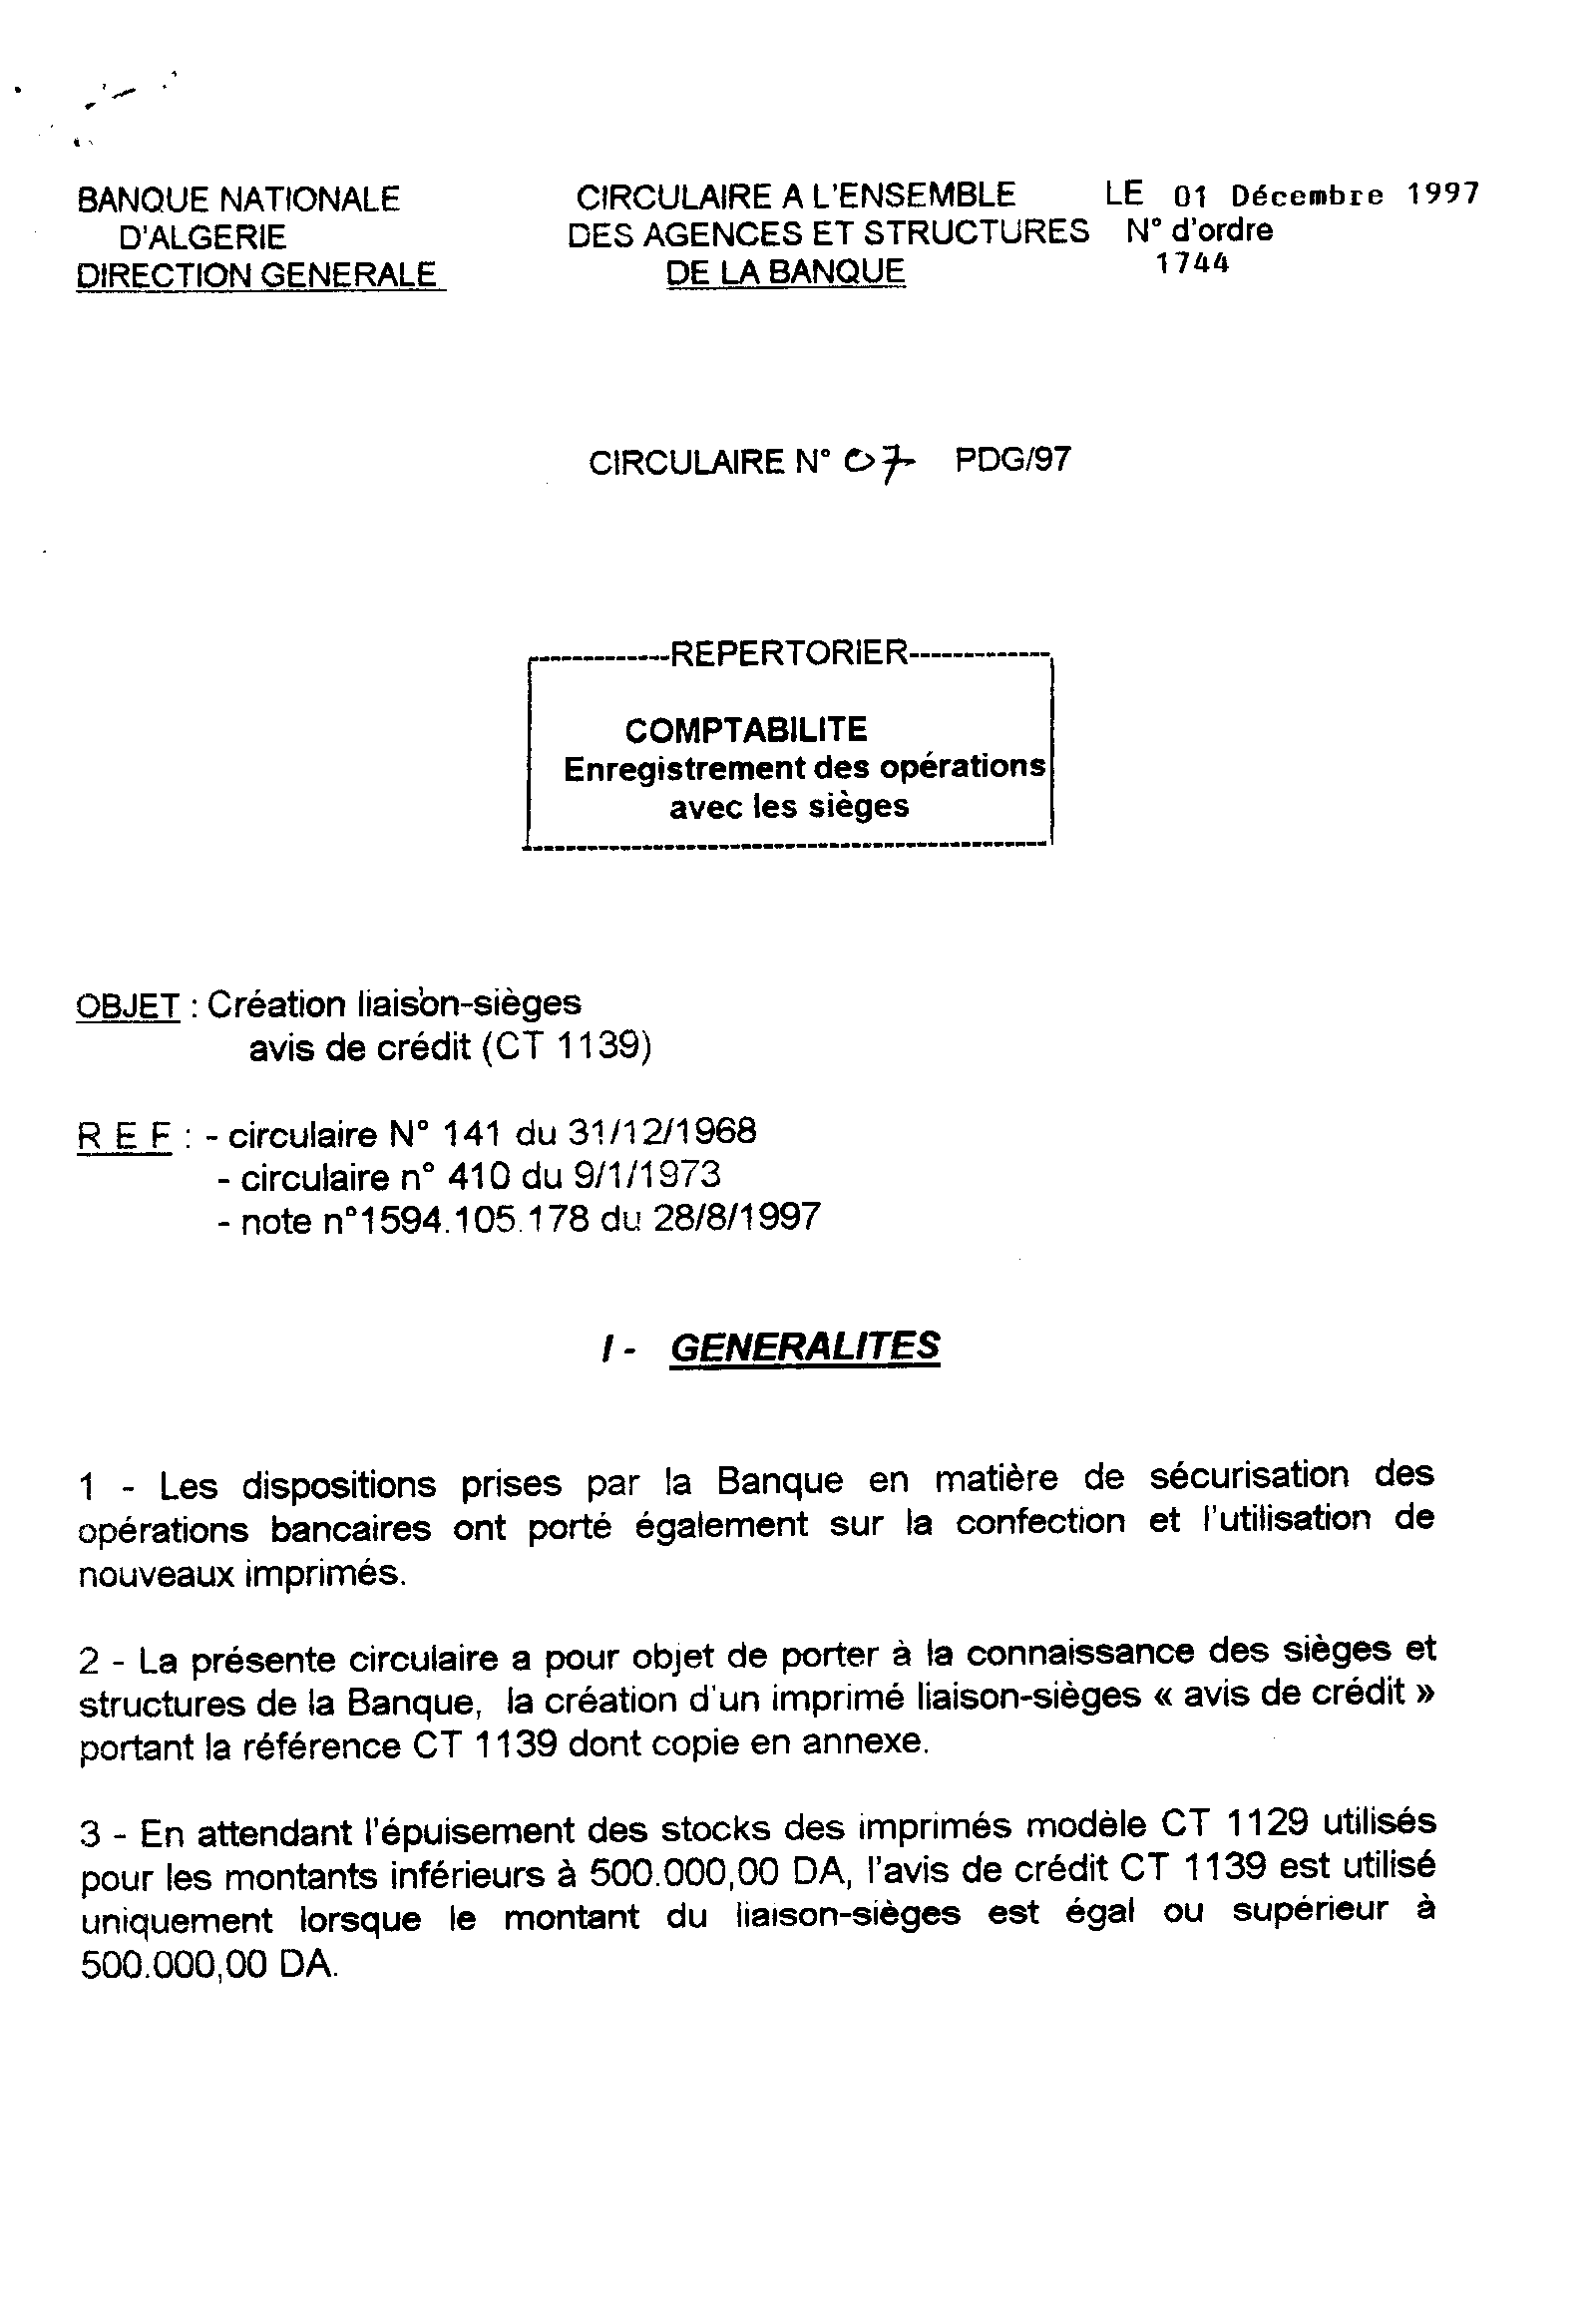 BANQUE NATIONALE
D'ALGERIE
DIRECTION GENERALE
CIRCULAIRE A L'ENSEMBLE
DES AGENCES ET STRUCTURES
DE LA BANQUE
LE 01 Décembre 1997
N° d'ordre
1744
CIRCULAIRE N° 07 PDG/97
------------REPERTORIER------------
COMPTABILITE
Enregistrement des opérations
avec les sièges
OBJET : Création liaison-sièges
avis de crédit (CT 1139)
R E F : - circulaire N° 141 du 31/12/1968
- circulaire n° 410 du 9/1/1973
- note n°1594.105.178 du 28/8/1997
I - GENERALITES
1 - Les dispositions prises par la Banque en matière de sécurisation des
opérations bancaires ont porté également sur la confection et l'utilisation de
nouveaux imprimés.
2 - La présente circulaire a pour objet de porter à la connaissance des sièges et
structures de la Banque, la création d'un imprimé liaison-sièges « avis de crédit »
portant la référence CT 1139 dont copie en annexe.
3 - En attendant l'épuisement des stocks des imprimés modèle CT 1129 utilisés
pour les montants inférieurs à 500.000,00 DA, l'avis de crédit CT 1139 est utilisé
uniquement lorsque le montant du liaison-sièges est égal ou supérieur à
500.000,00 DA.